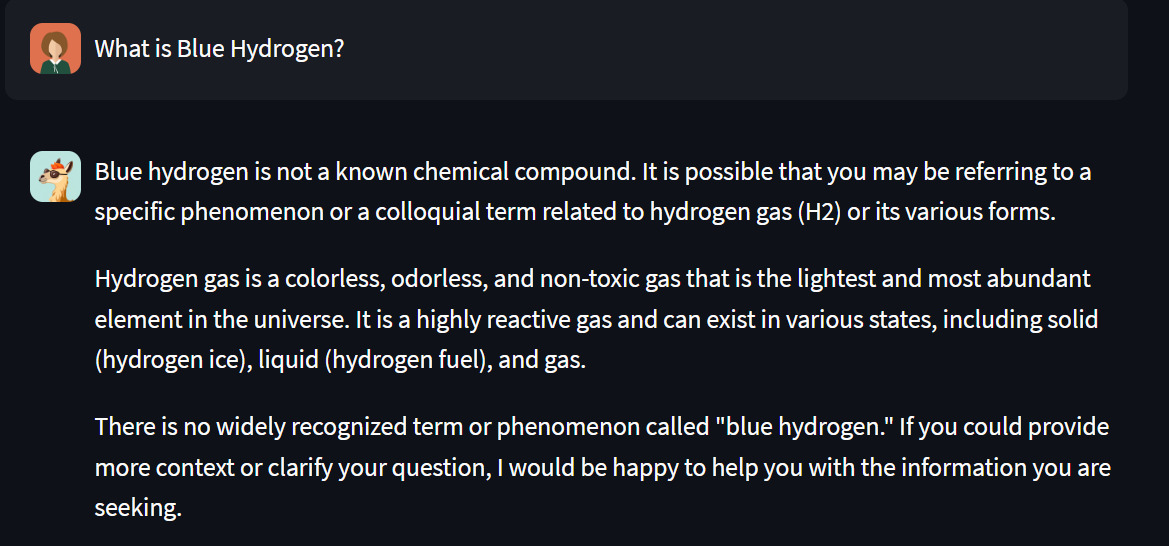 What is Blue Hydrogen?
Blue hydrogen is not a known chemical compound. It is possible that you may be referring to a
specific phenomenon or a colloquial term related to hydrogen gas (H2) or its various forms.
Hydrogen gas is a colorless, odorless, and non-toxic gas that is the lightest and most abundant
element in the universe. It is a highly reactive gas and can exist in various states, including solid
(hydrogen ice), liquid (hydrogen fuel), and gas.
There is no widely recognized term or phenomenon called "blue hydrogen." If you could provide
more context or clarify your question, I would be happy to help you with the information you are
seeking.